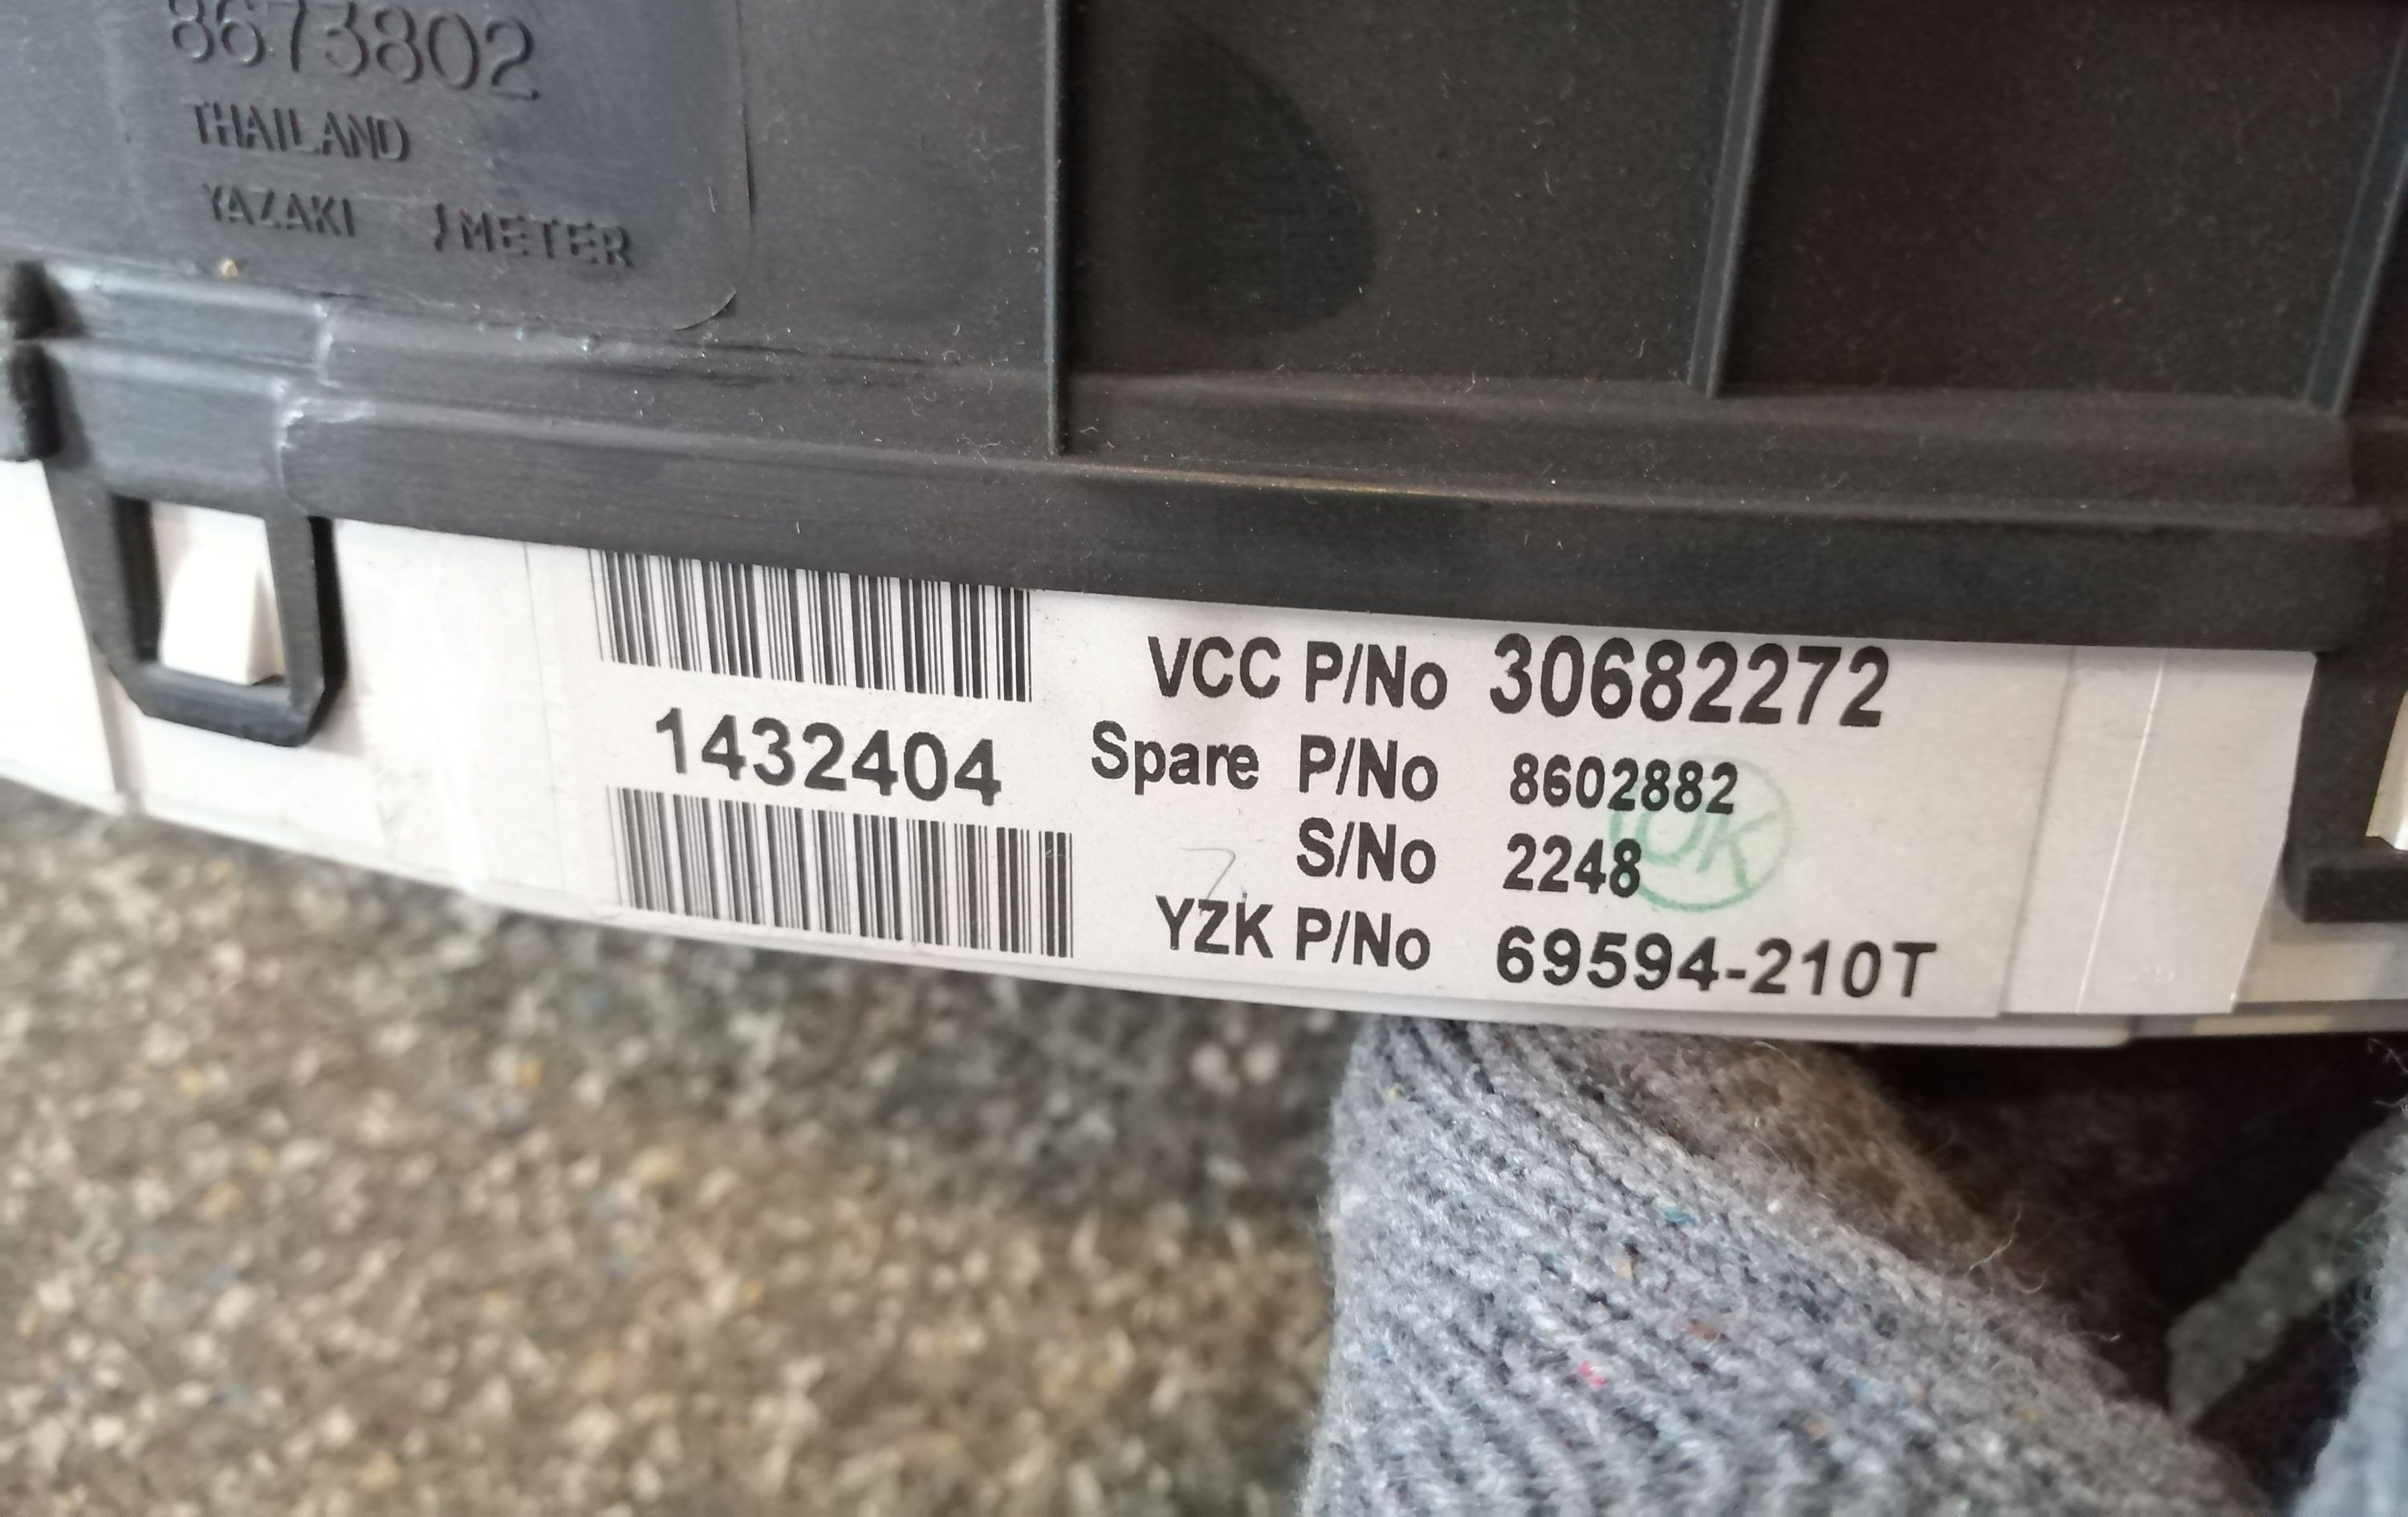 8673802
THAILAND
YAZAKI METER
1432404
VCC P/No 30682272
Spare P/No 8602882
S/No 2248
YZK P/No 69594-210T
OK